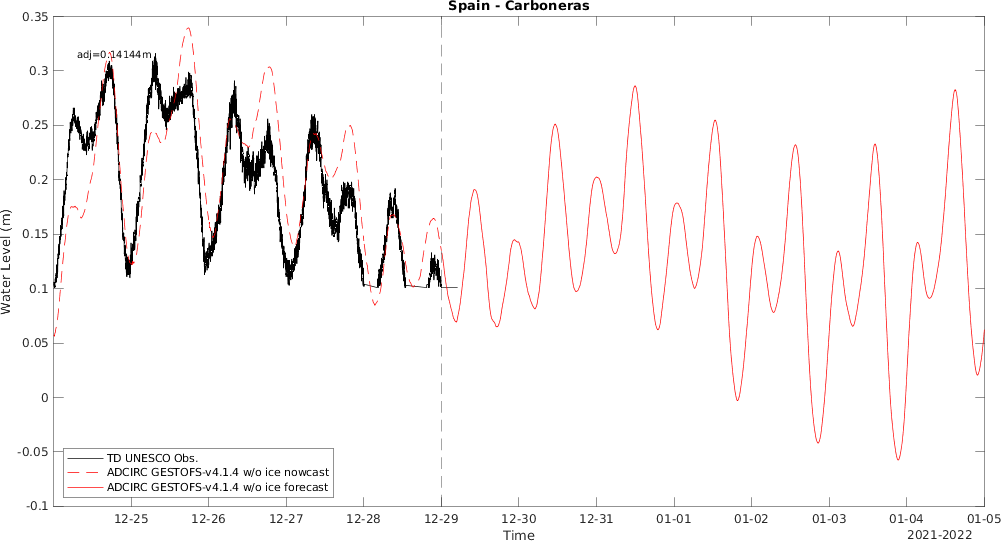 Spain - Carboneras
0.35
0.3
0.25
0.2
0.15
0.1
0.05
0
-0.05
-0.1
Water Level (m)
adj=0.14144m
TD UNESCO Obs.
ADCIRC GESTOFS-v4.1.4 w/o ice nowcast
ADCIRC GESTOFS-v4.1.4 w/o ice forecast
12-25 12-26 12-27 12-28 12-29 12-30 12-31 01-01 01-02 01-03 01-04 01-05
Time
2021-2022